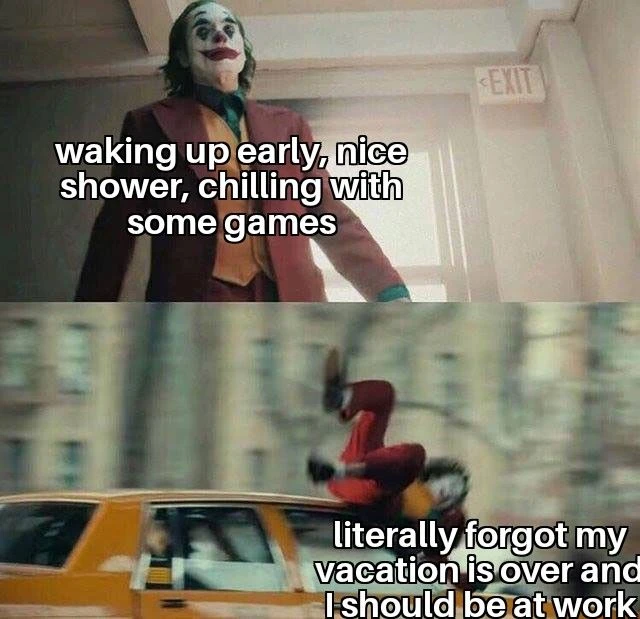 <EXIT
waking up early, nice
shower, chilling with
some games
literally forgot my
vacation is over and
I should be at work